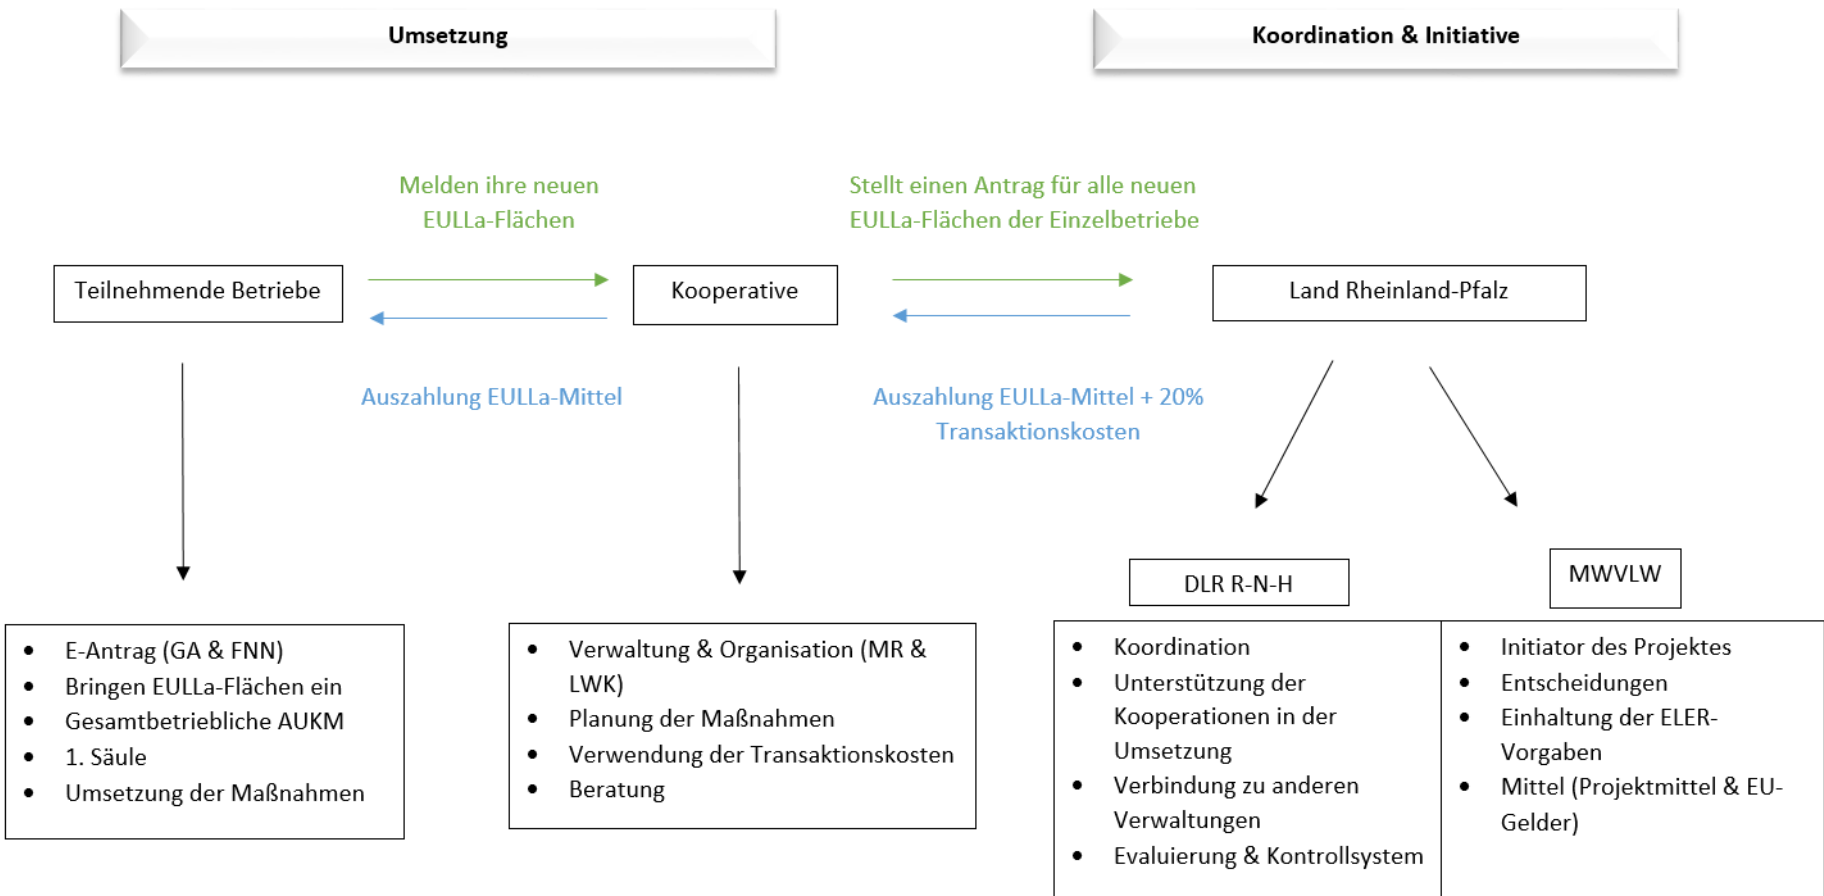 Umsetzung
Koordination & Initiative
Melden ihre neuen
EULLa-Flächen
Stellt einen Antrag für alle neuen
EULLa-Flächen der Einzelbetriebe
Teilnehmende Betriebe
Kooperative
Land Rheinland-Pfalz
Auszahlung EULLa-Mittel
Auszahlung EULLa-Mittel + 20%
Transaktionskosten
• E-Antrag (GA & FNN)
• Bringen EULLa-Flächen ein
• Gesamtbetriebliche AUKM
• 1. Säule
• Umsetzung der Maßnahmen
• Verwaltung & Organisation (MR &
LWK)
• Planung der Maßnahmen
• Verwendung der Transaktionskosten
• Beratung
DLR R-N-H
• Koordination
• Unterstützung der
Kooperationen in der
Umsetzung
• Verbindung zu anderen
Verwaltungen
• Evaluierung & Kontrollsystem
MWVLW
• Initiator des Projektes
• Entscheidungen
• Einhaltung der ELER-
Vorgaben
• Mittel (Projektmittel & EU-
Gelder)